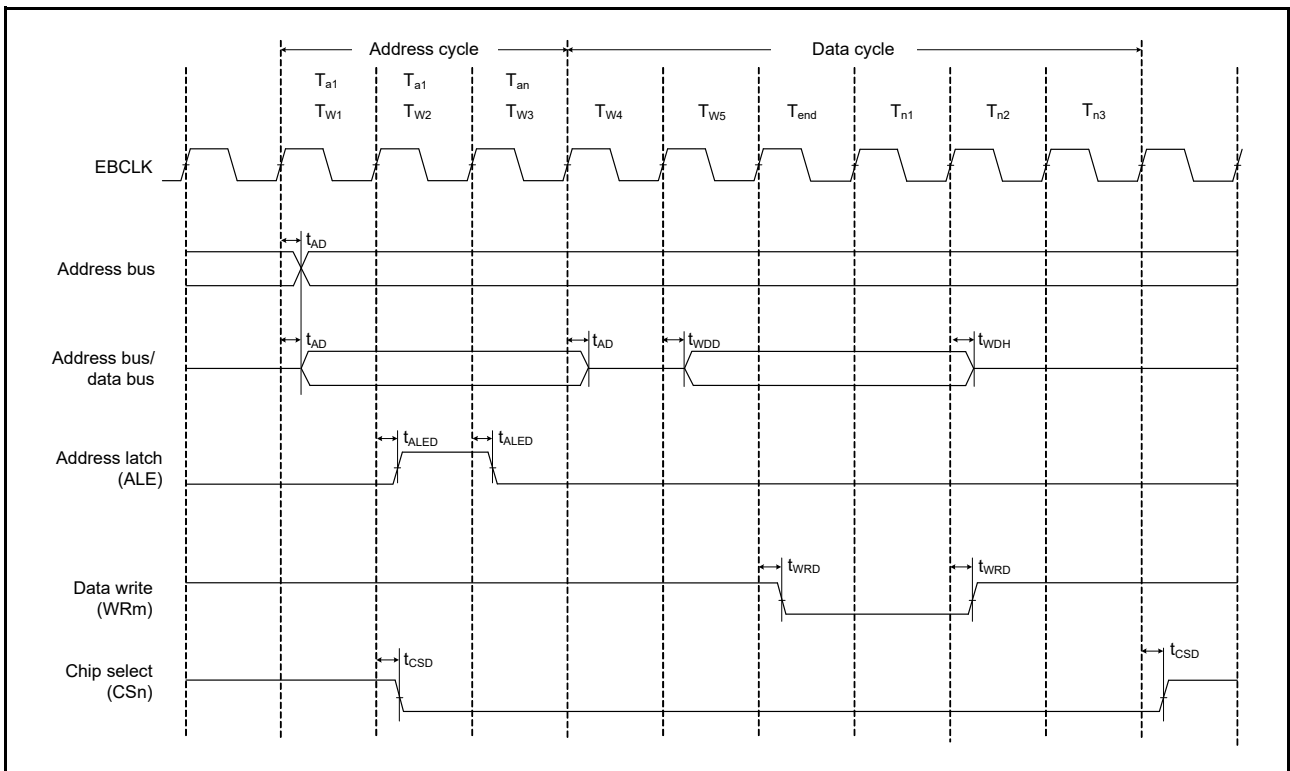 Address cycle Data cycle
Ta1 Ta1 Tan
TW1 TW2 TW3 TW4 TW5 Tend Tn1 Tn2 Tn3
EBCLK
tAD
Address bus
tAD tAD tWDD tWDH
Address bus/
data bus
tALED tALED
Address latch
(ALE)
tWRD tWRD
Data write
(WRm)
tCSD tCSD
Chip select
(CSn)